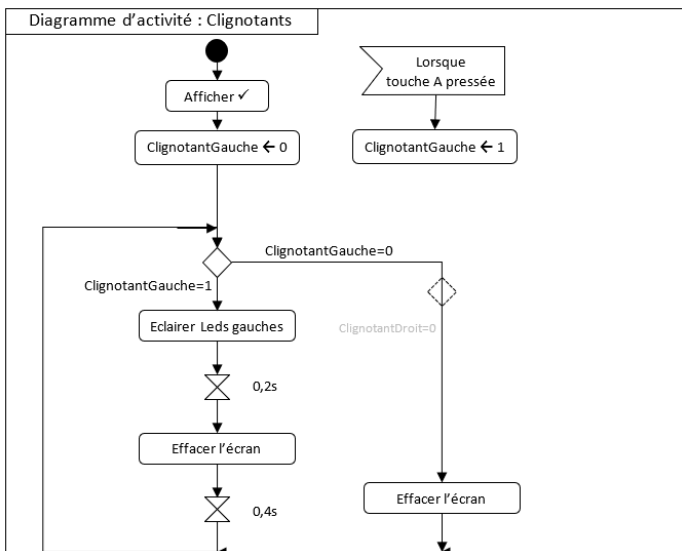 Diagramme d'activité : Clignotants
Lorsque
touche A pressée
Afficher ✓
ClignotantGauche ← 0
ClignotantGauche ← 1
ClignotantGauche=0
ClignotantGauche=1
Eclairer Leds gauches
ClignotantDroit=0
0,2s
Effacer l'écran
Effacer l'écran
0,4s